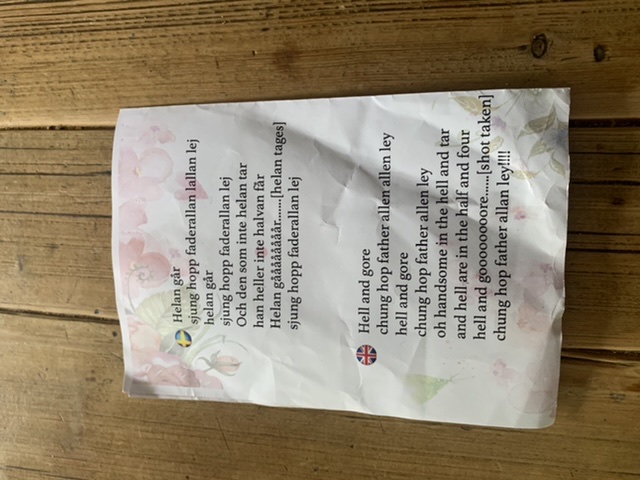 Helan går
sjung hopp faderallan lallan lej
helan går
sjung hopp faderallan lej
Och den som inte helan tar
han heller inte halvan får
Helan gåååååååår.......[helan tages]
sjung hopp faderallan lej
Hell and gore
chung hop father allen allen ley
hell and gore
chung hop father allen ley
oh handsome in the hell and tar
and hell are in the half and four
hell and gooooooooore......[shot taken]
chung hop father allan ley!!!!